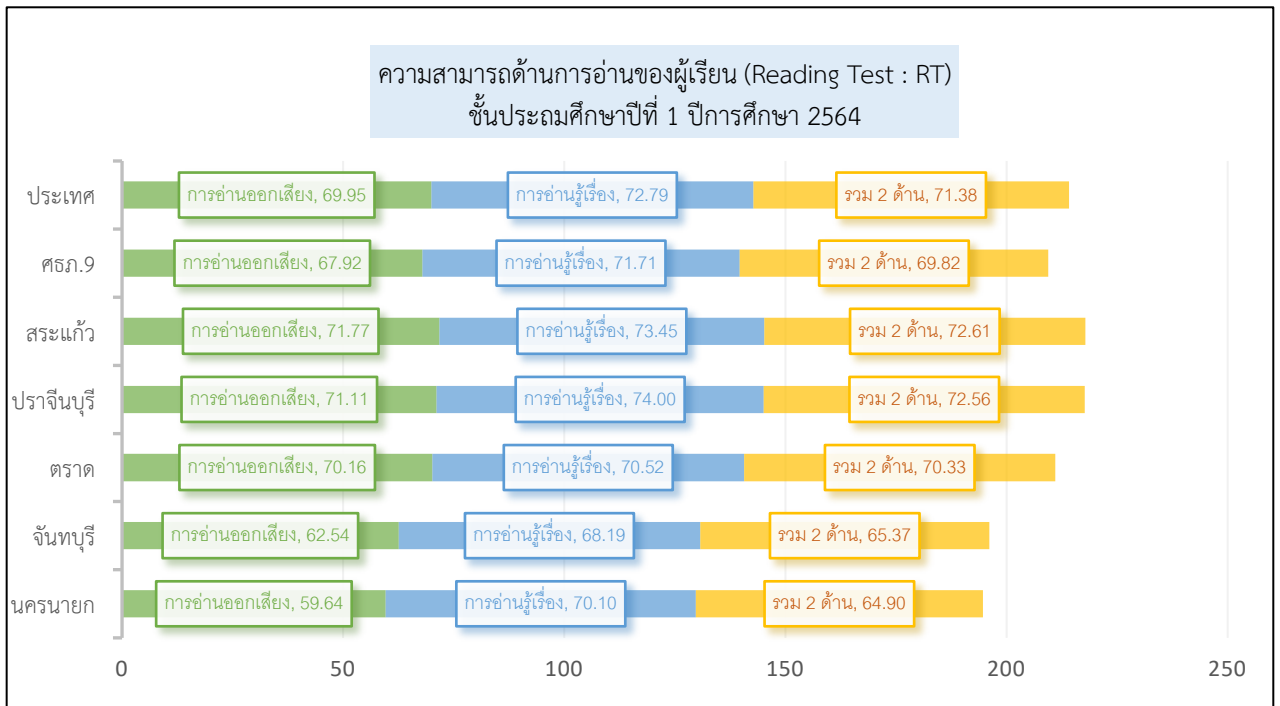 ความสามารถด้านการอ่านของผู้เรียน (Reading Test : RT)
ชั้นประถมศึกษาปีที่ 1 ปีการศึกษา 2564
ประเทศ การอ่านออกเสียง, 69.95 การอ่านรู้เรื่อง, 72.79 รวม 2 ด้าน, 71.38
ศธภ.9 การอ่านออกเสียง, 67.92 การอ่านรู้เรื่อง, 71.71 รวม 2 ด้าน, 69.82
สระแก้ว การอ่านออกเสียง, 71.77 การอ่านรู้เรื่อง, 73.45 รวม 2 ด้าน, 72.61
ปราจีนบุรี การอ่านออกเสียง, 71.11 การอ่านรู้เรื่อง, 74.00 รวม 2 ด้าน, 72.56
ตราด การอ่านออกเสียง, 70.16 การอ่านรู้เรื่อง, 70.52 รวม 2 ด้าน, 70.33
จันทบุรี การอ่านออกเสียง, 62.54 การอ่านรู้เรื่อง, 68.19 รวม 2 ด้าน, 65.37
นครนายก การอ่านออกเสียง, 59.64 การอ่านรู้เรื่อง, 70.10 รวม 2 ด้าน, 64.90
0 50 100 150 200 250